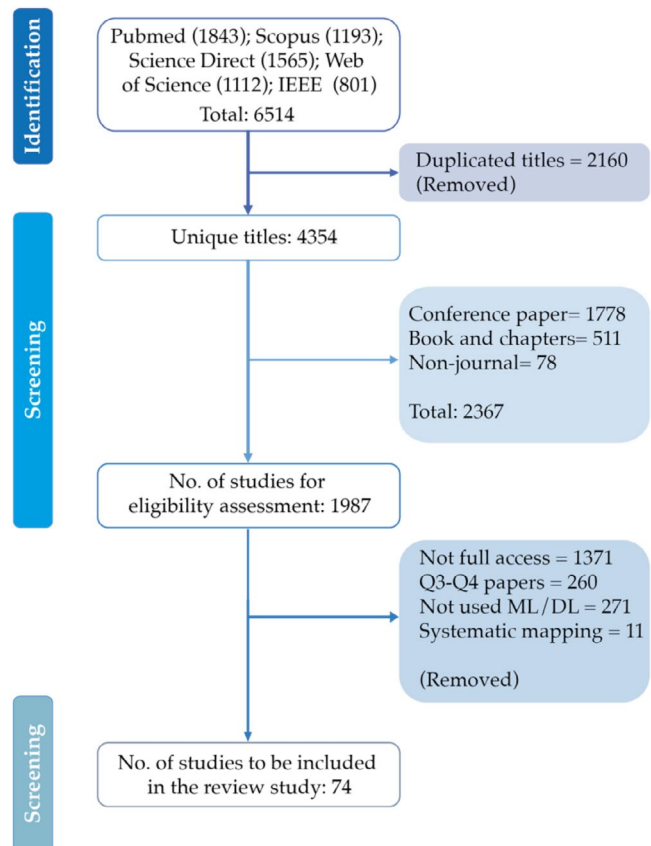 Identification
Pubmed (1843); Scopus (1193);
Science Direct (1565); Web
of Science (1112); IEEE (801)
Total: 6514
Duplicated titles = 2160
(Removed)
Screening
Unique titles: 4354
Conference paper= 1778
Book and chapters= 511
Non-journal= 78
Total: 2367
No. of studies for
eligibility assessment: 1987
Not full access = 1371
Q3-Q4 papers = 260
Not used ML/DL = 271
Systematic mapping = 11
(Removed)
Screening
No. of studies to be included
in the review study: 74